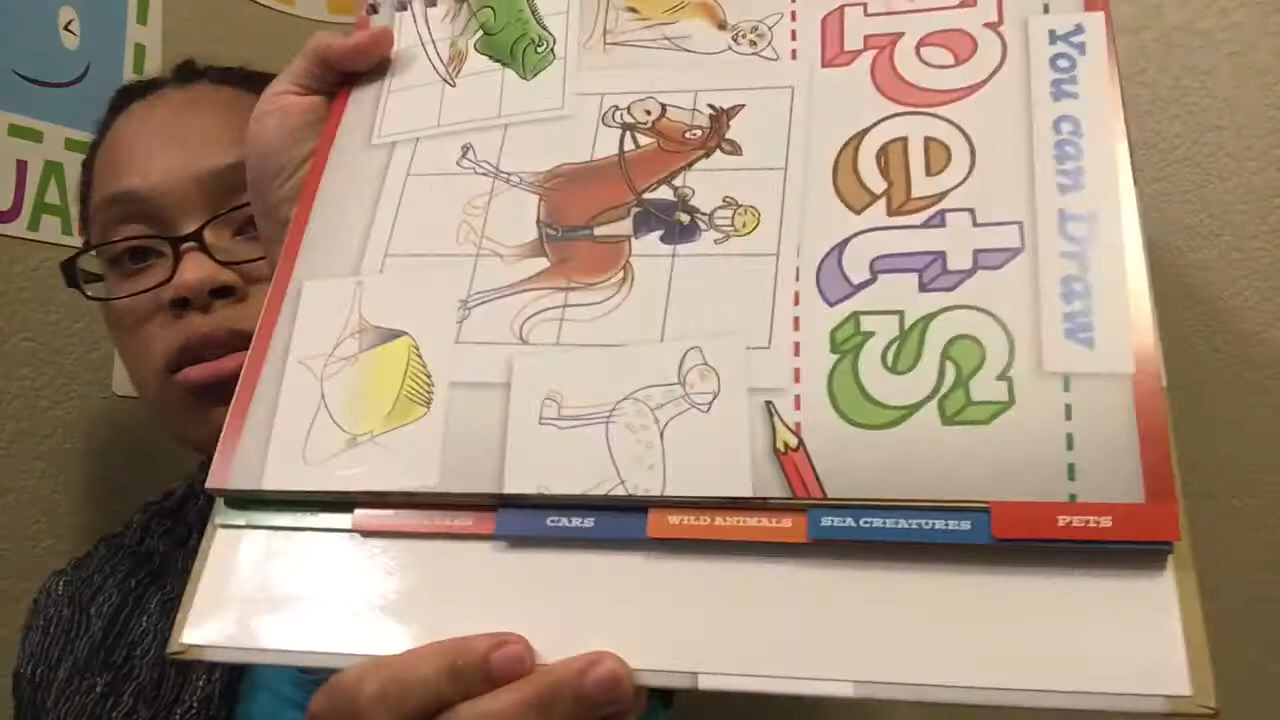 You can Draw
pets
CARS
WILD ANIMALS
SEA CREATURES
PETS